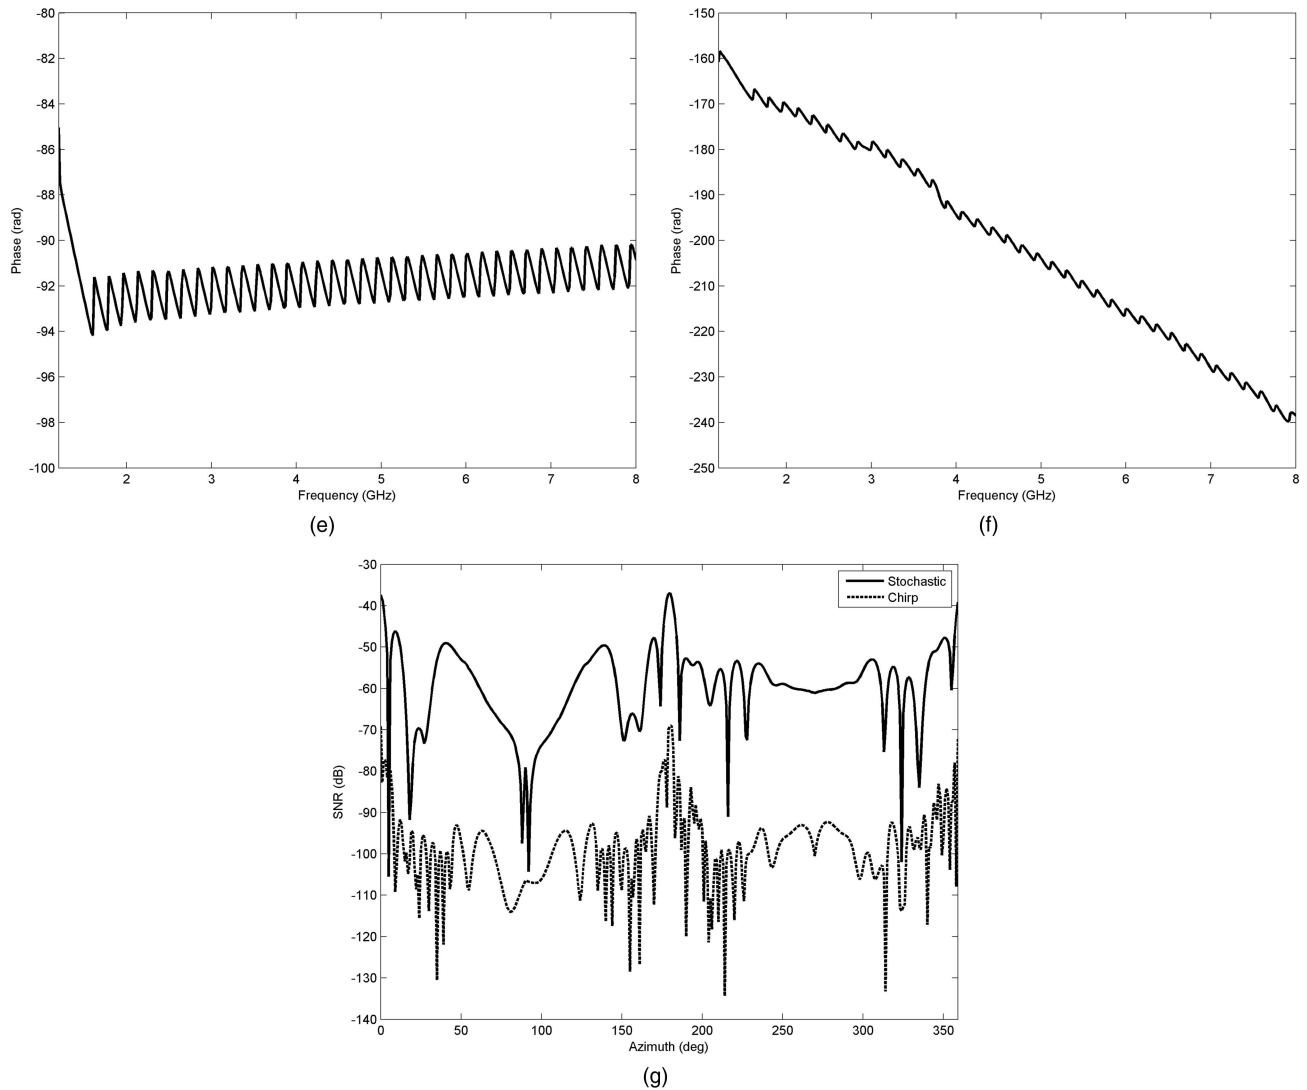 -80
-82
-84
-86
-88
-90
-92
-94
-96
-98
-100
Phase (rad)
2 3 4 5 6 7 8
Frequency (GHz)
(e)
-150
-160
-170
-180
-190
-200
-210
-220
-230
-240
-250
Phase (rad)
2 3 4 5 6 7 8
Frequency (GHz)
(f)
-30
-40
-50
-60
-70
-80
-90
-100
-110
-120
-130
-140
SNR (dB)
Stochastic
Chirp
0 50 100 150 200 250 300 350
Azimuth (deg)
(g)